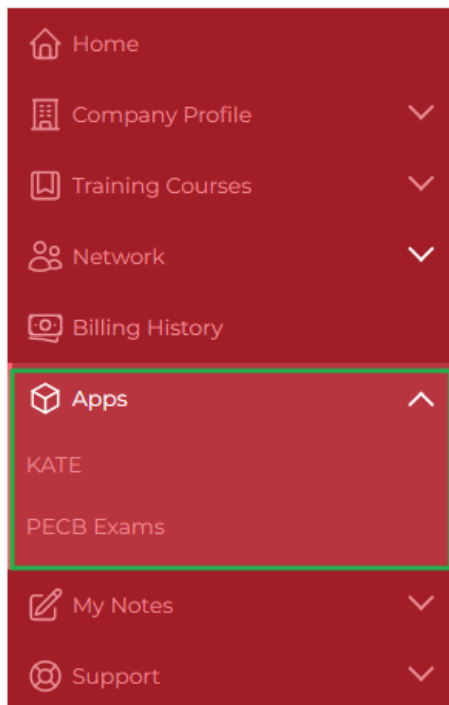 Home
Company Profile
Training Courses
Network
Billing History
Apps
KATE
PECB Exams
My Notes
Support